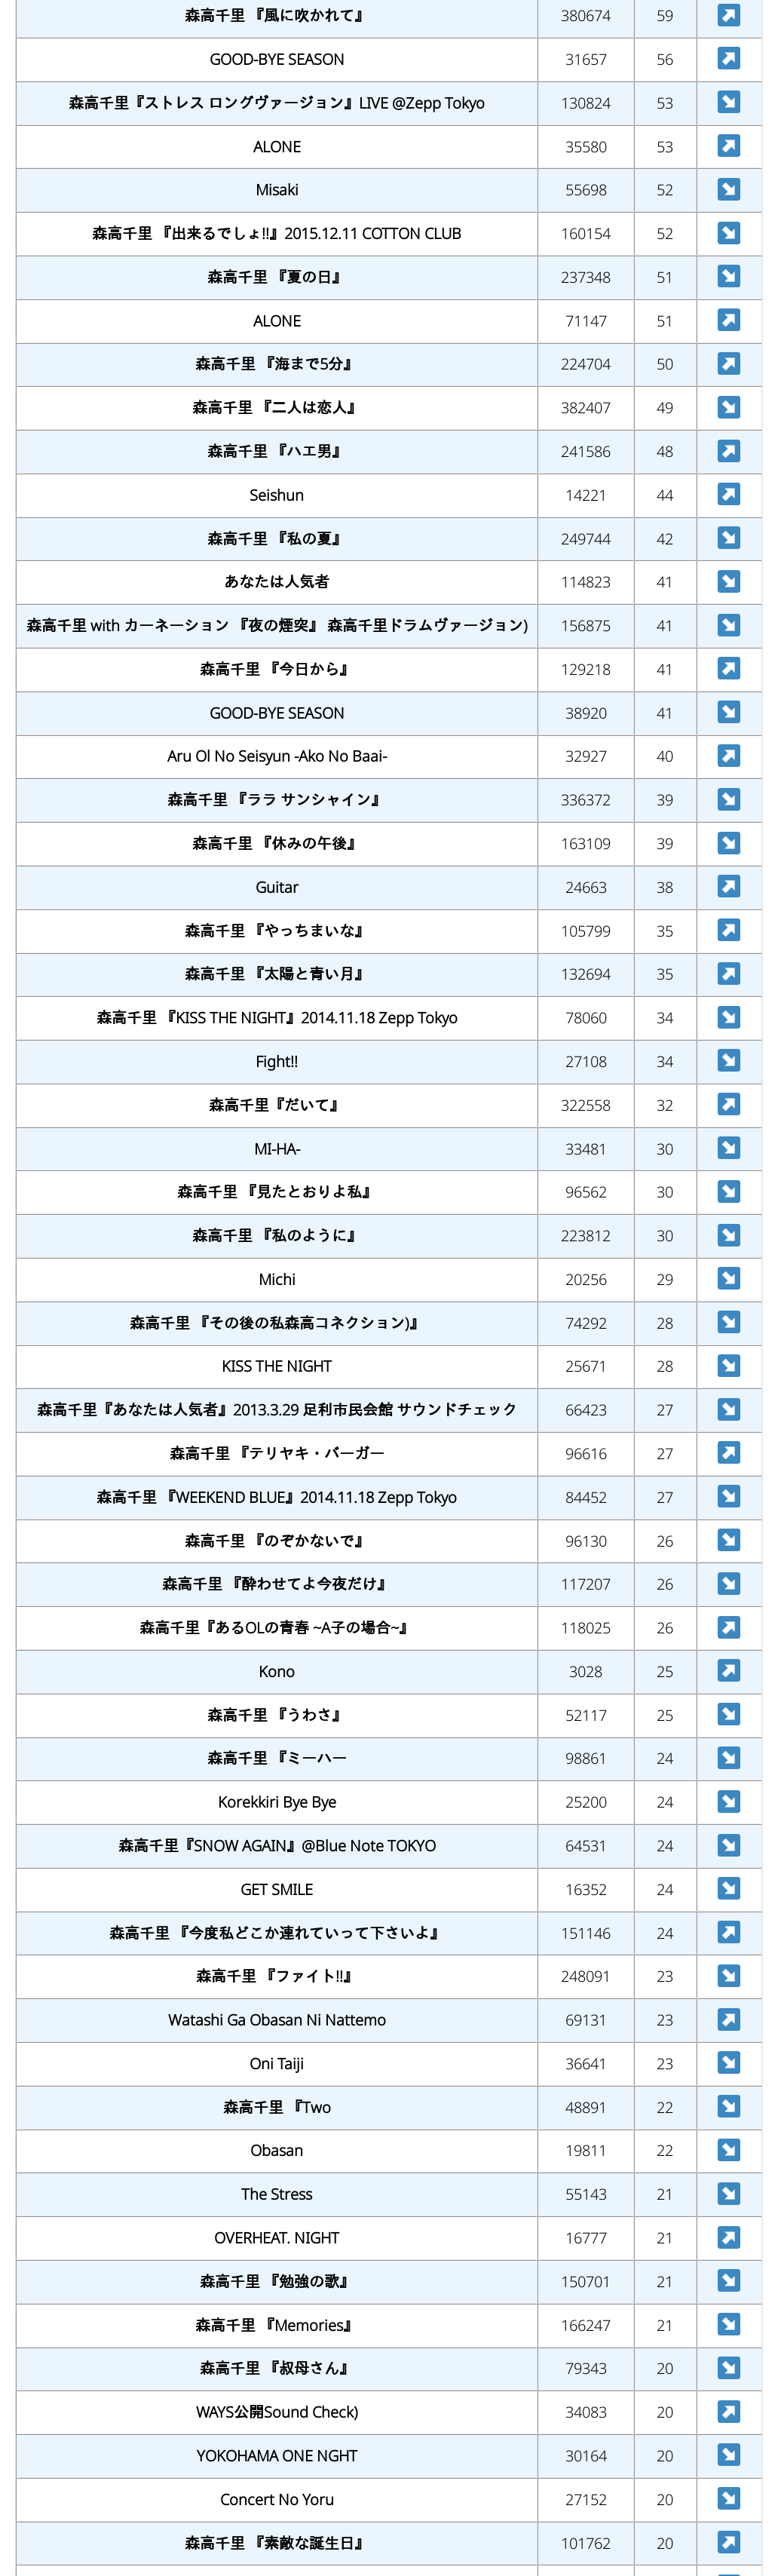 森高千里 『風に吹かれて』 380674 59
GOOD-BYE SEASON 31657 56
森高千里『ストレス ロングヴァージョン』LIVE @Zepp Tokyo 130824 53
ALONE 35580 53
Misaki 55698 52
森高千里 『出来るでしょ!!』2015.12.11 COTTON CLUB 160154 52
森高千里 『夏の日』 237348 51
ALONE 71147 51
森高千里 『海まで5分』 224704 50
森高千里 『二人は恋人』 382407 49
森高千里 『ハエ男』 241586 48
Seishun 14221 44
森高千里 『私の夏』 249744 42
あなたは人気者 114823 41
森高千里 with カーネーション 『夜の煙突』 森高千里ドラムヴァージョン) 156875 41
森高千里 『今日から』 129218 41
GOOD-BYE SEASON 38920 41
Aru Ol No Seisyun -Ako No Baai- 32927 40
森高千里 『ララ サンシャイン』 336372 39
森高千里 『休みの午後』 163109 39
Guitar 24663 38
森高千里 『やっちまいな』 105799 35
森高千里 『太陽と青い月』 132694 35
森高千里 『KISS THE NIGHT』2014.11.18 Zepp Tokyo 78060 34
Fight!! 27108 34
森高千里『だいて』 322558 32
MI-HA- 33481 30
森高千里 『見たとおりよ私』 96562 30
森高千里 『私のように』 223812 30
Michi 20256 29
森高千里 『その後の私森高コネクション)』 74292 28
KISS THE NIGHT 25671 28
森高千里『あなたは人気者』2013.3.29 足利市民会館 サウンドチェック 66423 27
森高千里 『テリヤキ・バーガー 96616 27
森高千里 『WEEKEND BLUE』2014.11.18 Zepp Tokyo 84452 27
森高千里 『のぞかないで』 96130 26
森高千里 『酔わせてよ今夜だけ』 117207 26
森高千里『あるOLの青春 ~A子の場合~』 118025 26
Kono 3028 25
森高千里 『うわさ』 52117 25
森高千里 『ミーハー 98861 24
Korekkiri Bye Bye 25200 24
森高千里『SNOW AGAIN』@Blue Note TOKYO 64531 24
GET SMILE 16352 24
森高千里 『今度私どこか連れていって下さいよ』 151146 24
森高千里 『ファイト!!』 248091 23
Watashi Ga Obasan Ni Nattemo 69131 23
Oni Taiji 36641 23
森高千里 『Two 48891 22
Obasan 19811 22
The Stress 55143 21
OVERHEAT. NIGHT 16777 21
森高千里 『勉強の歌』 150701 21
森高千里 『Memories』 166247 21
森高千里 『叔母さん』 79343 20
WAYS公開Sound Check) 34083 20
YOKOHAMA ONE NGHT 30164 20
Concert No Yoru 27152 20
森高千里 『素敵な誕生日』 101762 20